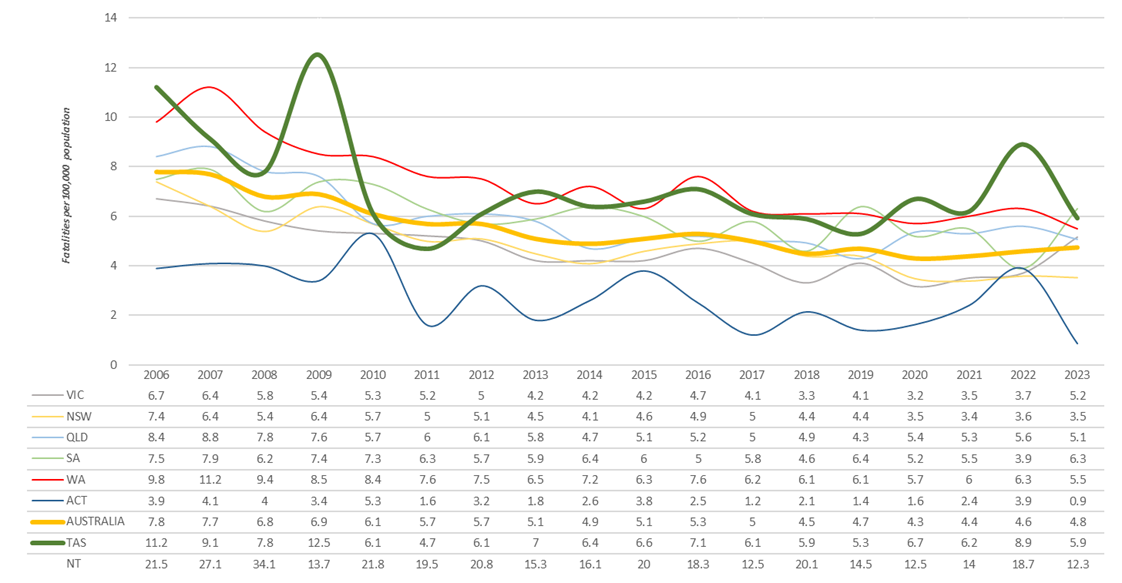 14
12
10
8
6
4
2
0
Fatalities per 100,000 population
2006 2007 2008 2009 2010 2011 2012 2013 2014 2015 2016 2017 2018 2019 2020 2021 2022 2023
VIC 6.7 6.4 5.8 5.4 5.3 5.2 5 4.2 4.2 4.2 4.7 4.1 3.3 4.1 3.2 3.5 3.7 5.2
NSW 7.4 6.4 5.4 6.4 5.7 5 5.1 4.5 4.1 4.6 4.9 5 4.4 4.4 3.5 3.4 3.6 3.5
QLD 8.4 8.8 7.8 7.6 5.7 6 6.1 5.8 4.7 5.1 5.2 5 4.9 4.3 5.4 5.3 5.6 5.1
SA 7.5 7.9 6.2 7.4 7.3 6.3 5.7 5.9 6.4 6 5 5.8 4.6 6.4 5.2 5.5 3.9 6.3
WA 9.8 11.2 9.4 8.5 8.4 7.6 7.5 6.5 7.2 6.3 7.6 6.2 6.1 6.1 5.7 6 6.3 5.5
ACT 3.9 4.1 4 3.4 5.3 1.6 3.2 1.8 2.6 3.8 2.5 1.2 2.1 1.4 1.6 2.4 3.9 0.9
AUSTRALIA 7.8 7.7 6.8 6.9 6.1 5.7 5.7 5.1 4.9 5.1 5.3 5 4.5 4.7 4.3 4.4 4.6 4.8
TAS 11.2 9.1 7.8 12.5 6.1 4.7 6.1 7 6.4 6.6 7.1 6.1 5.9 5.3 6.7 6.2 8.9 5.9
NT 21.5 27.1 34.1 13.7 21.8 19.5 20.8 15.3 16.1 20 18.3 12.5 20.1 14.5 12.5 14 18.7 12.3